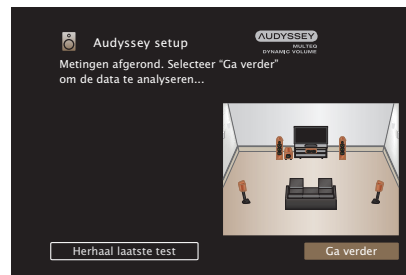 Audyssey setup
AUDYSSEY
MULTEQ
DYNAMIC VOLUME
Metingen afgerond. Selecteer “Ga verder”
om de data te analyseren...
Herhaal laatste test
Ga verder